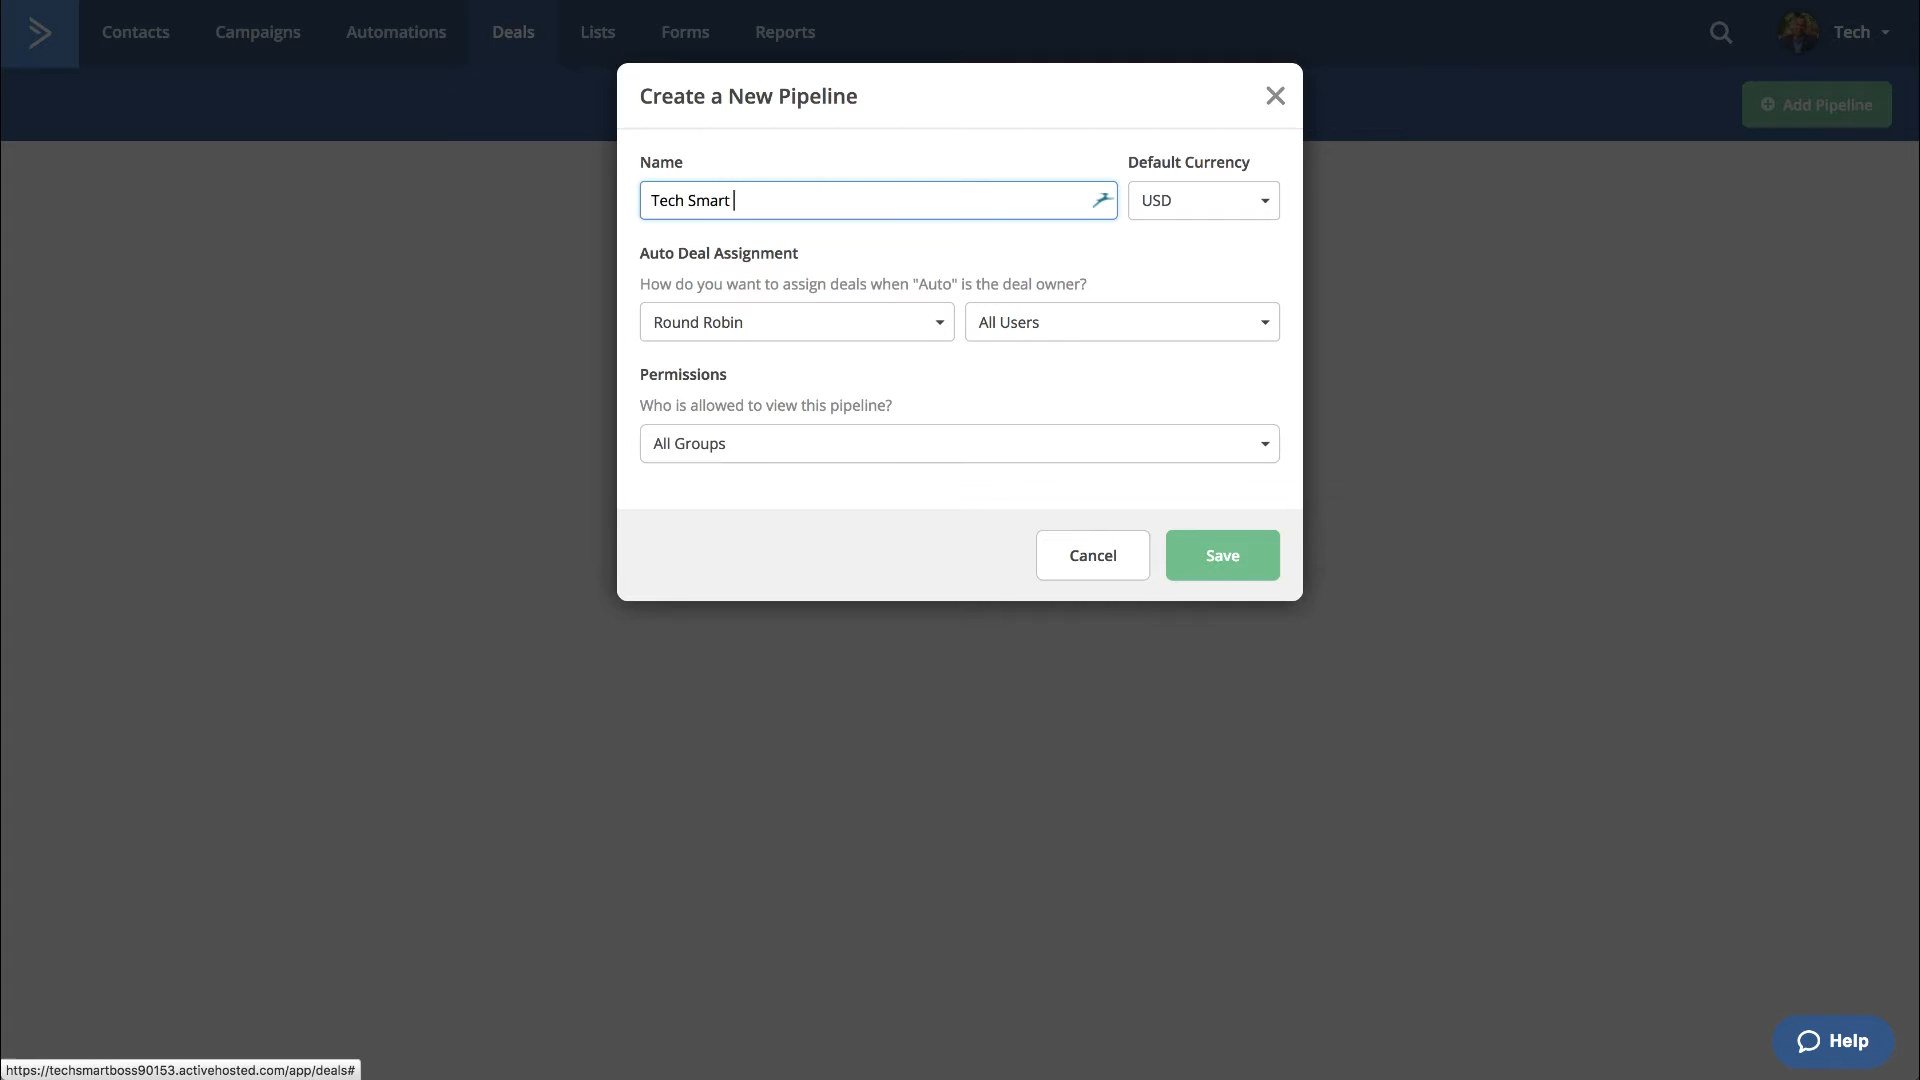 Contacts Campaigns Automations Deals Lists Forms Reports Tech
Add Pipeline
Create a New Pipeline
Name Default Currency
Tech Smart USD
Auto Deal Assignment
How do you want to assign deals when "Auto" is the deal owner?
Round Robin All Users
Permissions
Who is allowed to view this pipeline?
All Groups
Cancel Save
Help
https://techsmartboss90153.activehosted.com/app/deals#